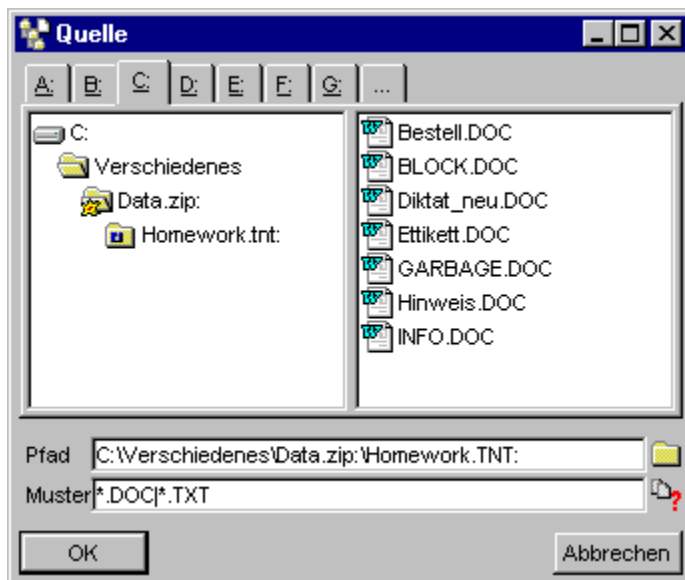 Quelle
A: B: C: D: E: F: G: ...
C:
Verschiedenes
Data.zip:
Homework.tnt:
Bestell.DOC
BLOCK.DOC
Diktat_neu.DOC
Ettikett.DOC
GARBAGE.DOC
Hinweis.DOC
INFO.DOC
Pfad C:\Verschiedenes\Data.zip:\Homework.TNT:
Muster *.DOC|*.TXT
OK Abbrechen